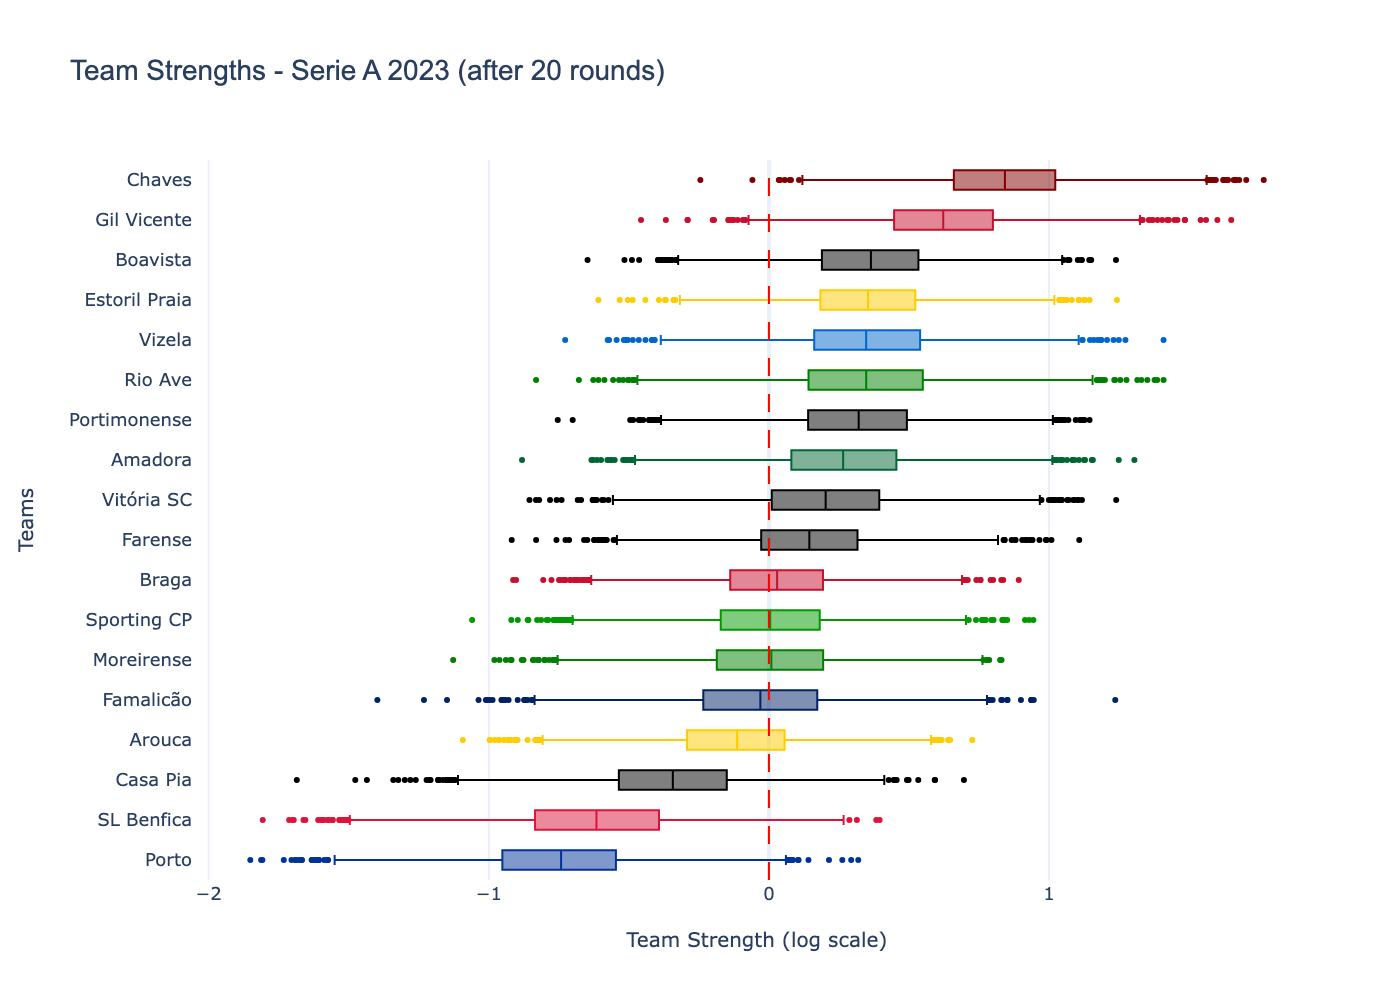 Team Strengths - Serie A 2023 (after 20 rounds)
Chaves
Gil Vicente
Boavista
Estoril Praia
Vizela
Rio Ave
Portimonense
Amadora
Vitória SC
Farense
Braga
Sporting CP
Moreirense
Famalicão
Arouca
Casa Pia
SL Benfica
Porto
Teams
−2
−1
0
1
Team Strength (log scale)